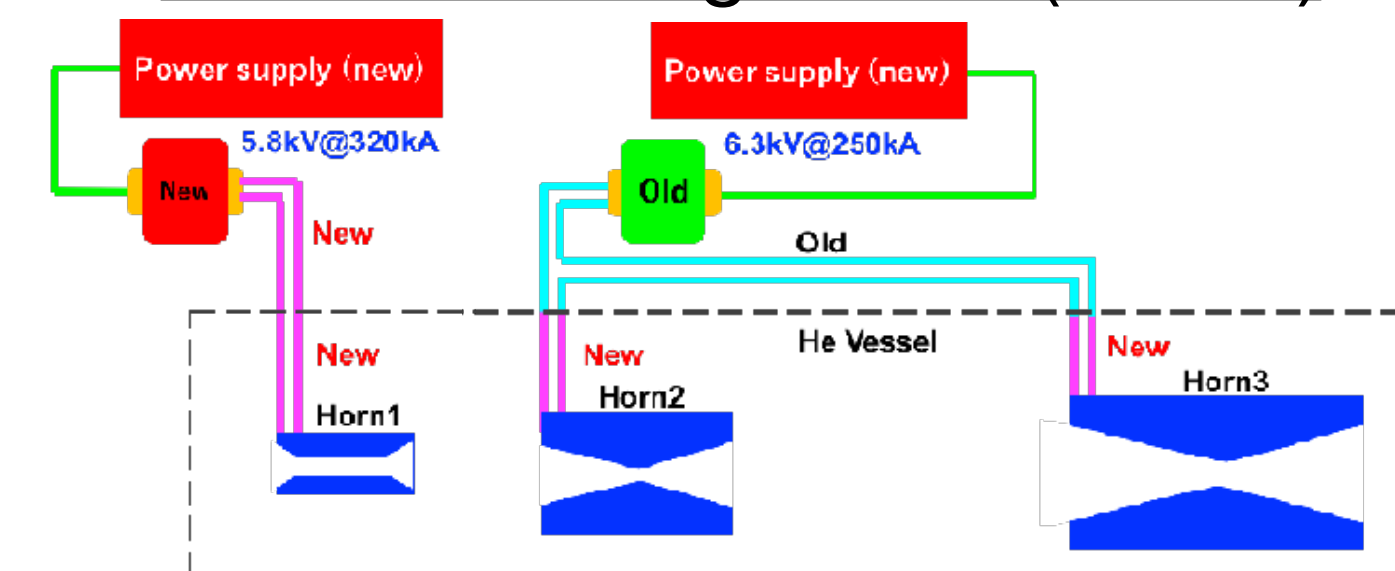 Power supply (new)
Power supply (new)
5.8kV@320kA
6.3kV@250kA
New
Old
New
Old
He Vessel
New
New
New
Horn1
Horn2
Horn3